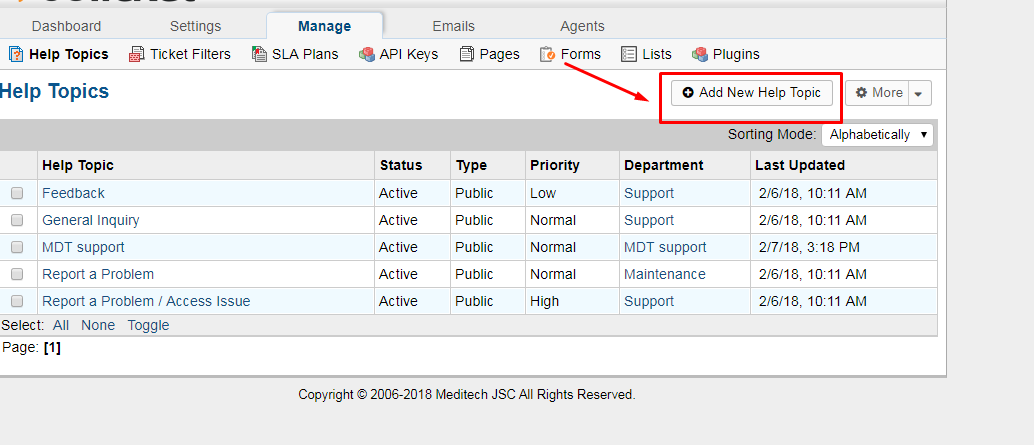 Dashboard Settings Manage Emails Agents
Help Topics Ticket Filters SLA Plans API Keys Pages Forms Lists Plugins
Help Topics Add New Help Topic More
Sorting Mode: Alphabetically
Help Topic Status Type Priority Department Last Updated
Feedback Active Public Low Support 2/6/18, 10:11 AM
General Inquiry Active Public Normal Support 2/6/18, 10:11 AM
MDT support Active Public Normal MDT support 2/7/18, 3:18 PM
Report a Problem Active Public Normal Maintenance 2/6/18, 10:11 AM
Report a Problem / Access Issue Active Public High Support 2/6/18, 10:11 AM
Select: All None Toggle
Page: [1]
Copyright © 2006-2018 Meditech JSC All Rights Reserved.